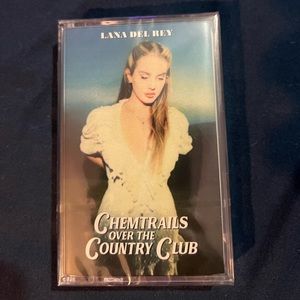 LANA DEL REY
CHEMTRAILS
OVER THE
COUNTRY CLUB